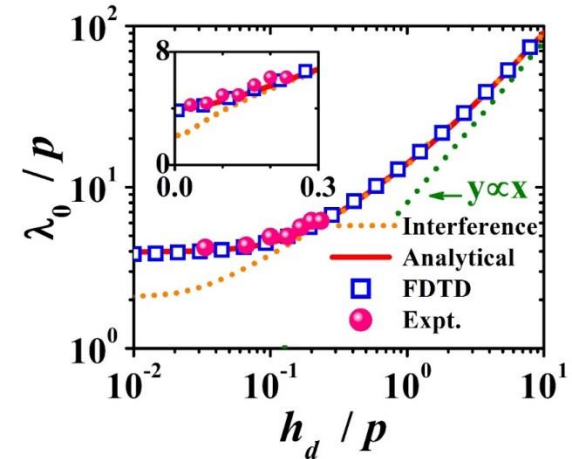 10²
10¹
10⁰
λ₀ / p
8
4
0
0.0
0.3
y∝x
Interference
Analytical
FDTD
Expt.
10⁻²
10⁻¹
10⁰
10¹
h_d / p